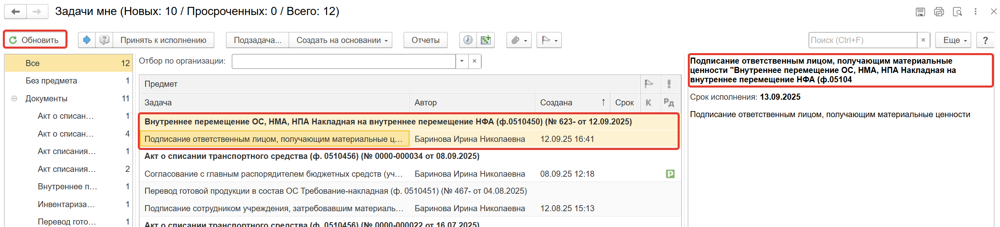 Задачи мне (Новых: 10 / Просроченных: 0 / Всего: 12)
Обновить
Принять к исполнению
Подзадача...
Создать на основании
Отчеты
Поиск (Ctrl+F)
×
Еще
?
Все 12
Без предмета 1
Документы 11
Акт о списан... 1
Акт о списан... 4
Акт списания... 1
Акт списания... 2
Внутреннее п... 1
Инвентариза... 1
Перевод гото... 1
Отбор по организации:
×
Предмет
Задача Автор Создана ↑ Срок К Рд
Внутреннее перемещение ОС, НМА, НПА Накладная на внутреннее перемещение НФА (ф.0510450) (№ 623- от 12.09.2025)
Подписание ответственным лицом, получающим материальные ц... Баринова Ирина Николаевна 12.09.25 16:41
Акт о списании транспортного средства (ф. 0510456) (№ 0000-000034 от 08.09.2025)
Согласование с главным распорядителем бюджетных средств (уч... Баринова Ирина Николаевна 08.09.25 12:18 P
Перевод готовой продукции в состав ОС Требование-накладная (ф. 0510451) (№ 467- от 04.08.2025)
Подписание сотрудником учреждения, затребовавшим материаль... Баринова Ирина Николаевна 12.08.25 15:13
Акт о списании транспортного средства (ф. 0510456) (№ 0000-000022 от 16.07.2025)
Подписание ответственным лицом, получающим материальные
ценности "Внутреннее перемещение ОС, НМА, НПА Накладная на
внутреннее перемещение НФА (ф.05104
Срок исполнения: 13.09.2025
Подписание ответственным лицом, получающим материальные ценности